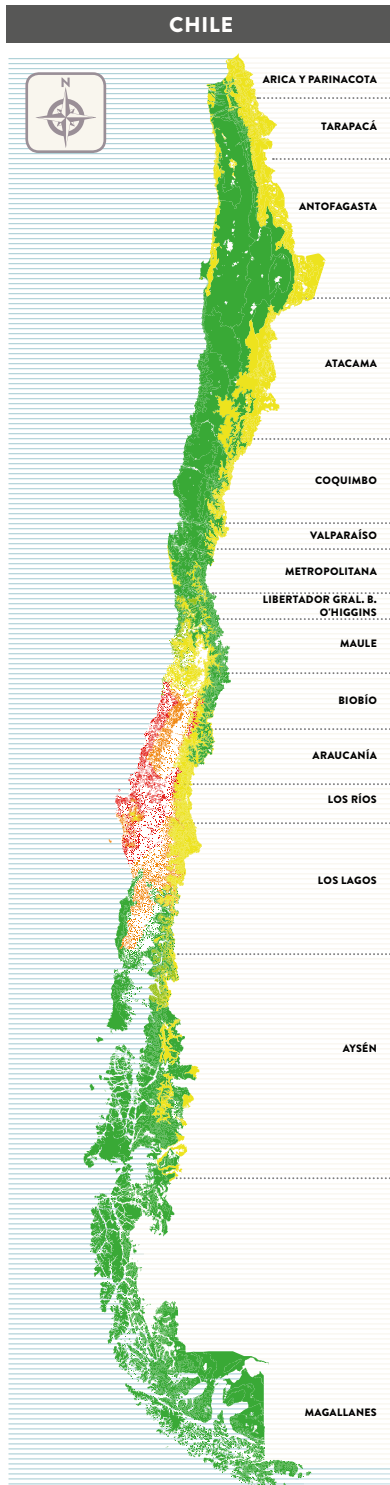 CHILE
N
ARICA Y PARINACOTA
TARAPACÁ
ANTOFAGASTA
ATACAMA
COQUIMBO
VALPARAÍSO
METROPOLITANA
LIBERTADOR GRAL. B.
O'HIGGINS
MAULE
BIOBÍO
ARAUCANÍA
LOS RÍOS
LOS LAGOS
AYSÉN
MAGALLANES